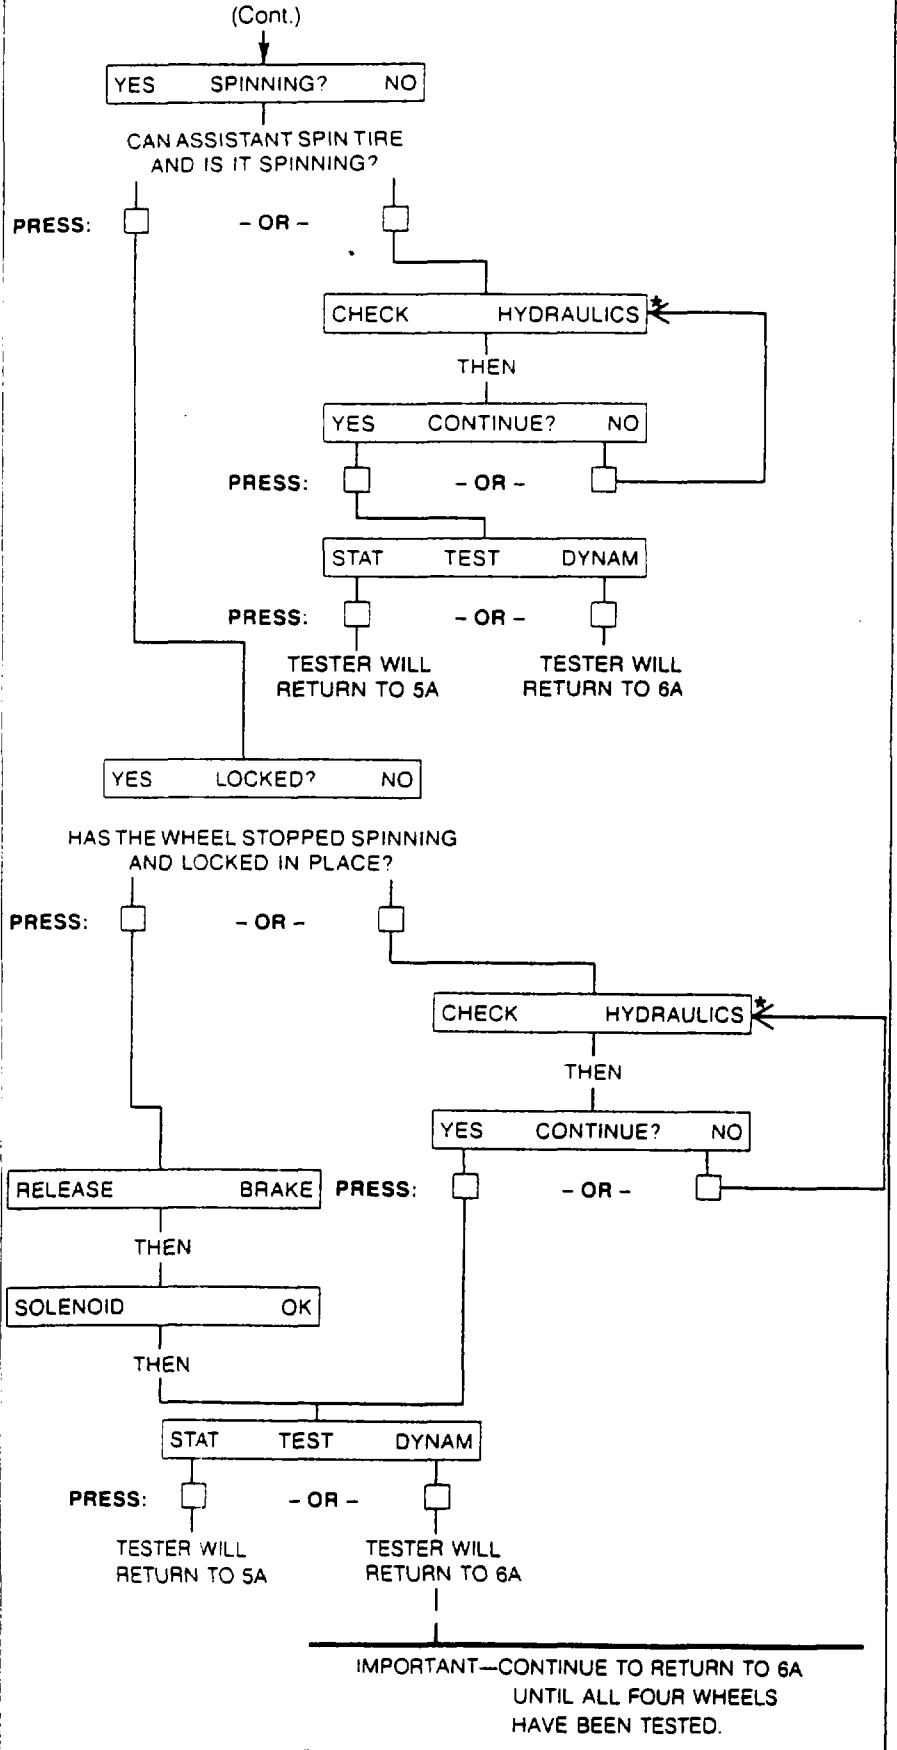 (Cont.)
YES SPINNING? NO
CAN ASSISTANT SPIN TIRE
AND IS IT SPINNING?
PRESS: – OR –
CHECK HYDRAULICS *
THEN
YES CONTINUE? NO
PRESS: – OR –
STAT TEST DYNAM
PRESS: – OR –
TESTER WILL
RETURN TO 5A
TESTER WILL
RETURN TO 6A
YES LOCKED? NO
HAS THE WHEEL STOPPED SPINNING
AND LOCKED IN PLACE?
PRESS: – OR –
CHECK HYDRAULICS *
THEN
YES CONTINUE? NO
RELEASE BRAKE
PRESS: – OR –
THEN
SOLENOID OK
THEN
STAT TEST DYNAM
PRESS: – OR –
TESTER WILL
RETURN TO 5A
TESTER WILL
RETURN TO 6A
IMPORTANT—CONTINUE TO RETURN TO 6A
UNTIL ALL FOUR WHEELS
HAVE BEEN TESTED.